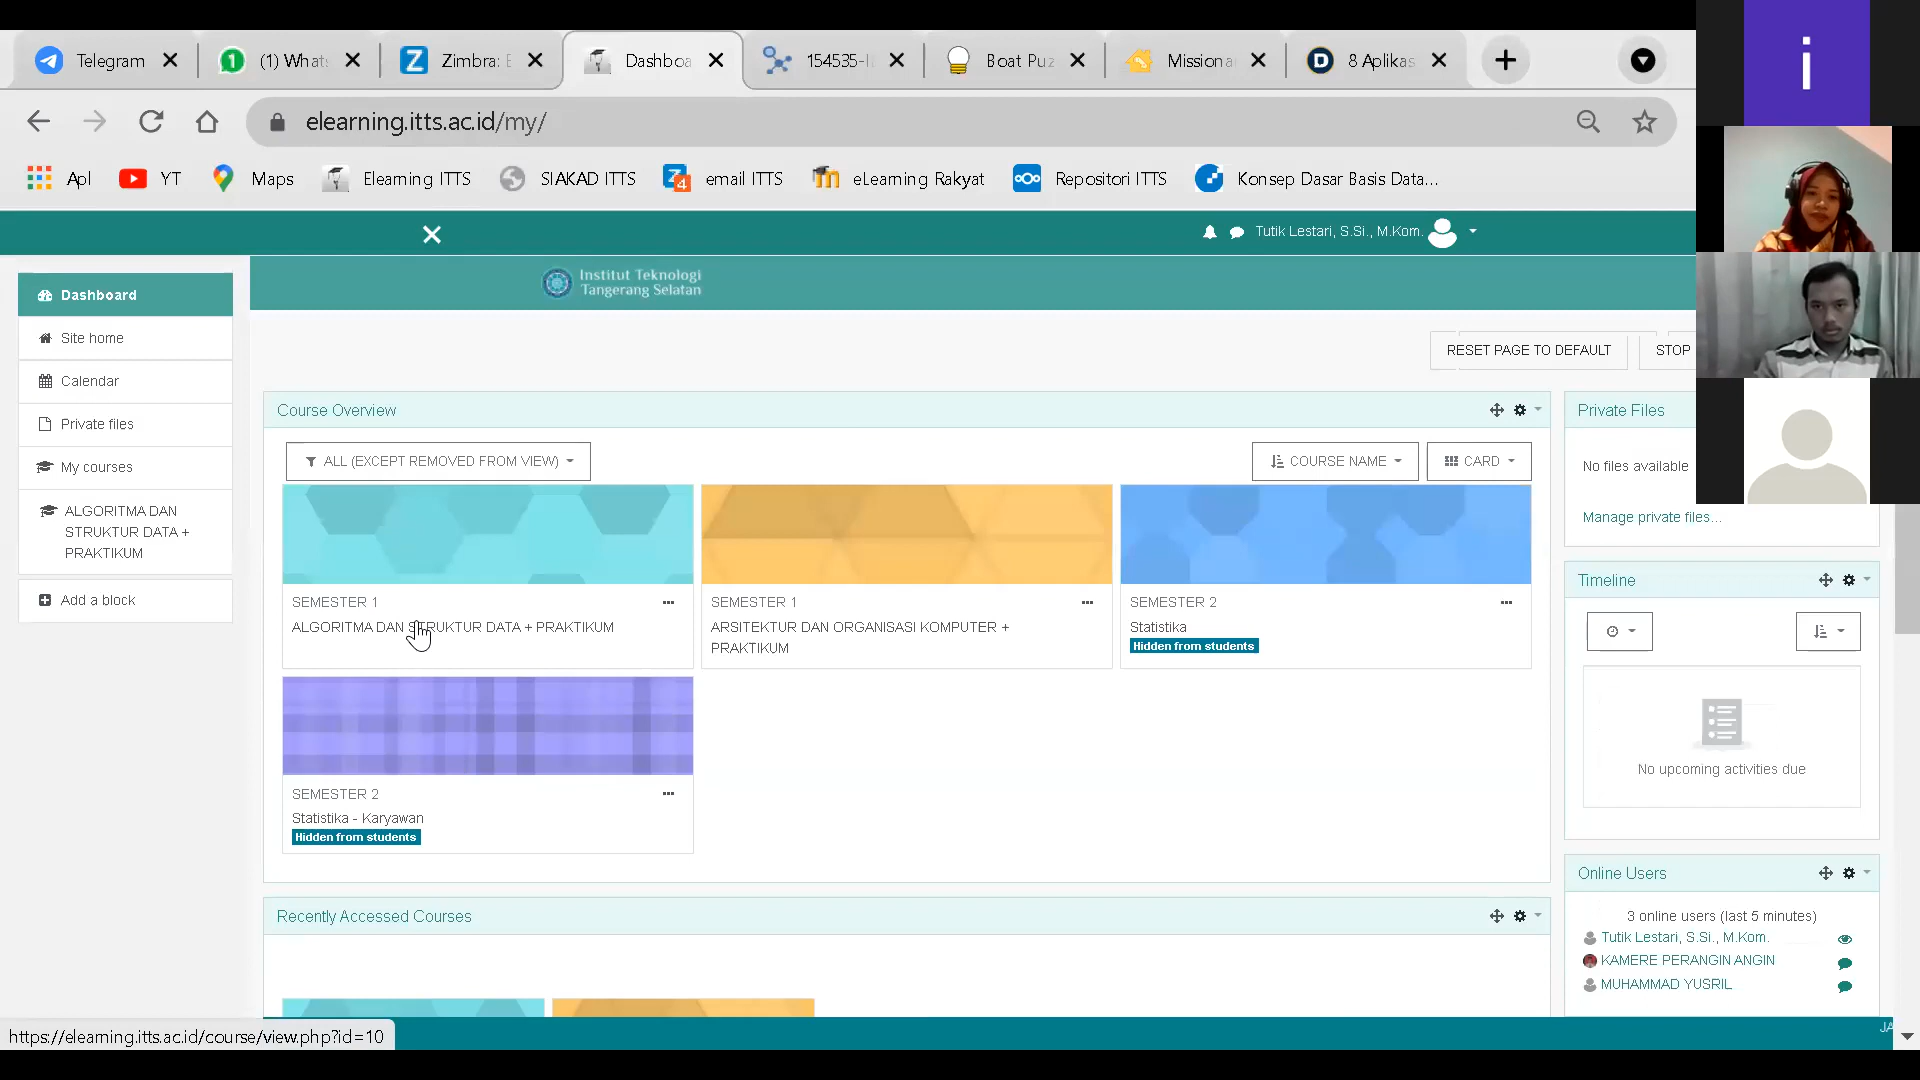 Telegram
(1) What
Zimbra: E
Dashboa
154535-I
Boat Puz
Missiona
8 Aplikas
elearning.itts.ac.id/my/
Apl
YT
Maps
Elearning ITTS
SIAKAD ITTS
email ITTS
eLearning Rakyat
Repositori ITTS
Konsep Dasar Basis Data...
Tutik Lestari, S.Si., M.Kom.
Institut Teknologi
Tangerang Selatan
i
Dashboard
Site home
Calendar
Private files
My courses
ALGORITMA DAN
STRUKTUR DATA +
PRAKTIKUM
Add a block
RESET PAGE TO DEFAULT
STOP
Course Overview
ALL (EXCEPT REMOVED FROM VIEW)
COURSE NAME
CARD
SEMESTER 1
ALGORITMA DAN STRUKTUR DATA + PRAKTIKUM
SEMESTER 1
ARSITEKTUR DAN ORGANISASI KOMPUTER +
PRAKTIKUM
SEMESTER 2
Statistika
Hidden from students
SEMESTER 2
Statistika - Karyawan
Hidden from students
Recently Accessed Courses
Private Files
No files available
Manage private files...
Timeline
No upcoming activities due
Online Users
3 online users (last 5 minutes)
Tutik Lestari, S.Si., M.Kom.
KAMERE PERANGIN ANGIN
MUHAMMAD YUSRIL
https://elearning.itts.ac.id/course/view.php?id=10